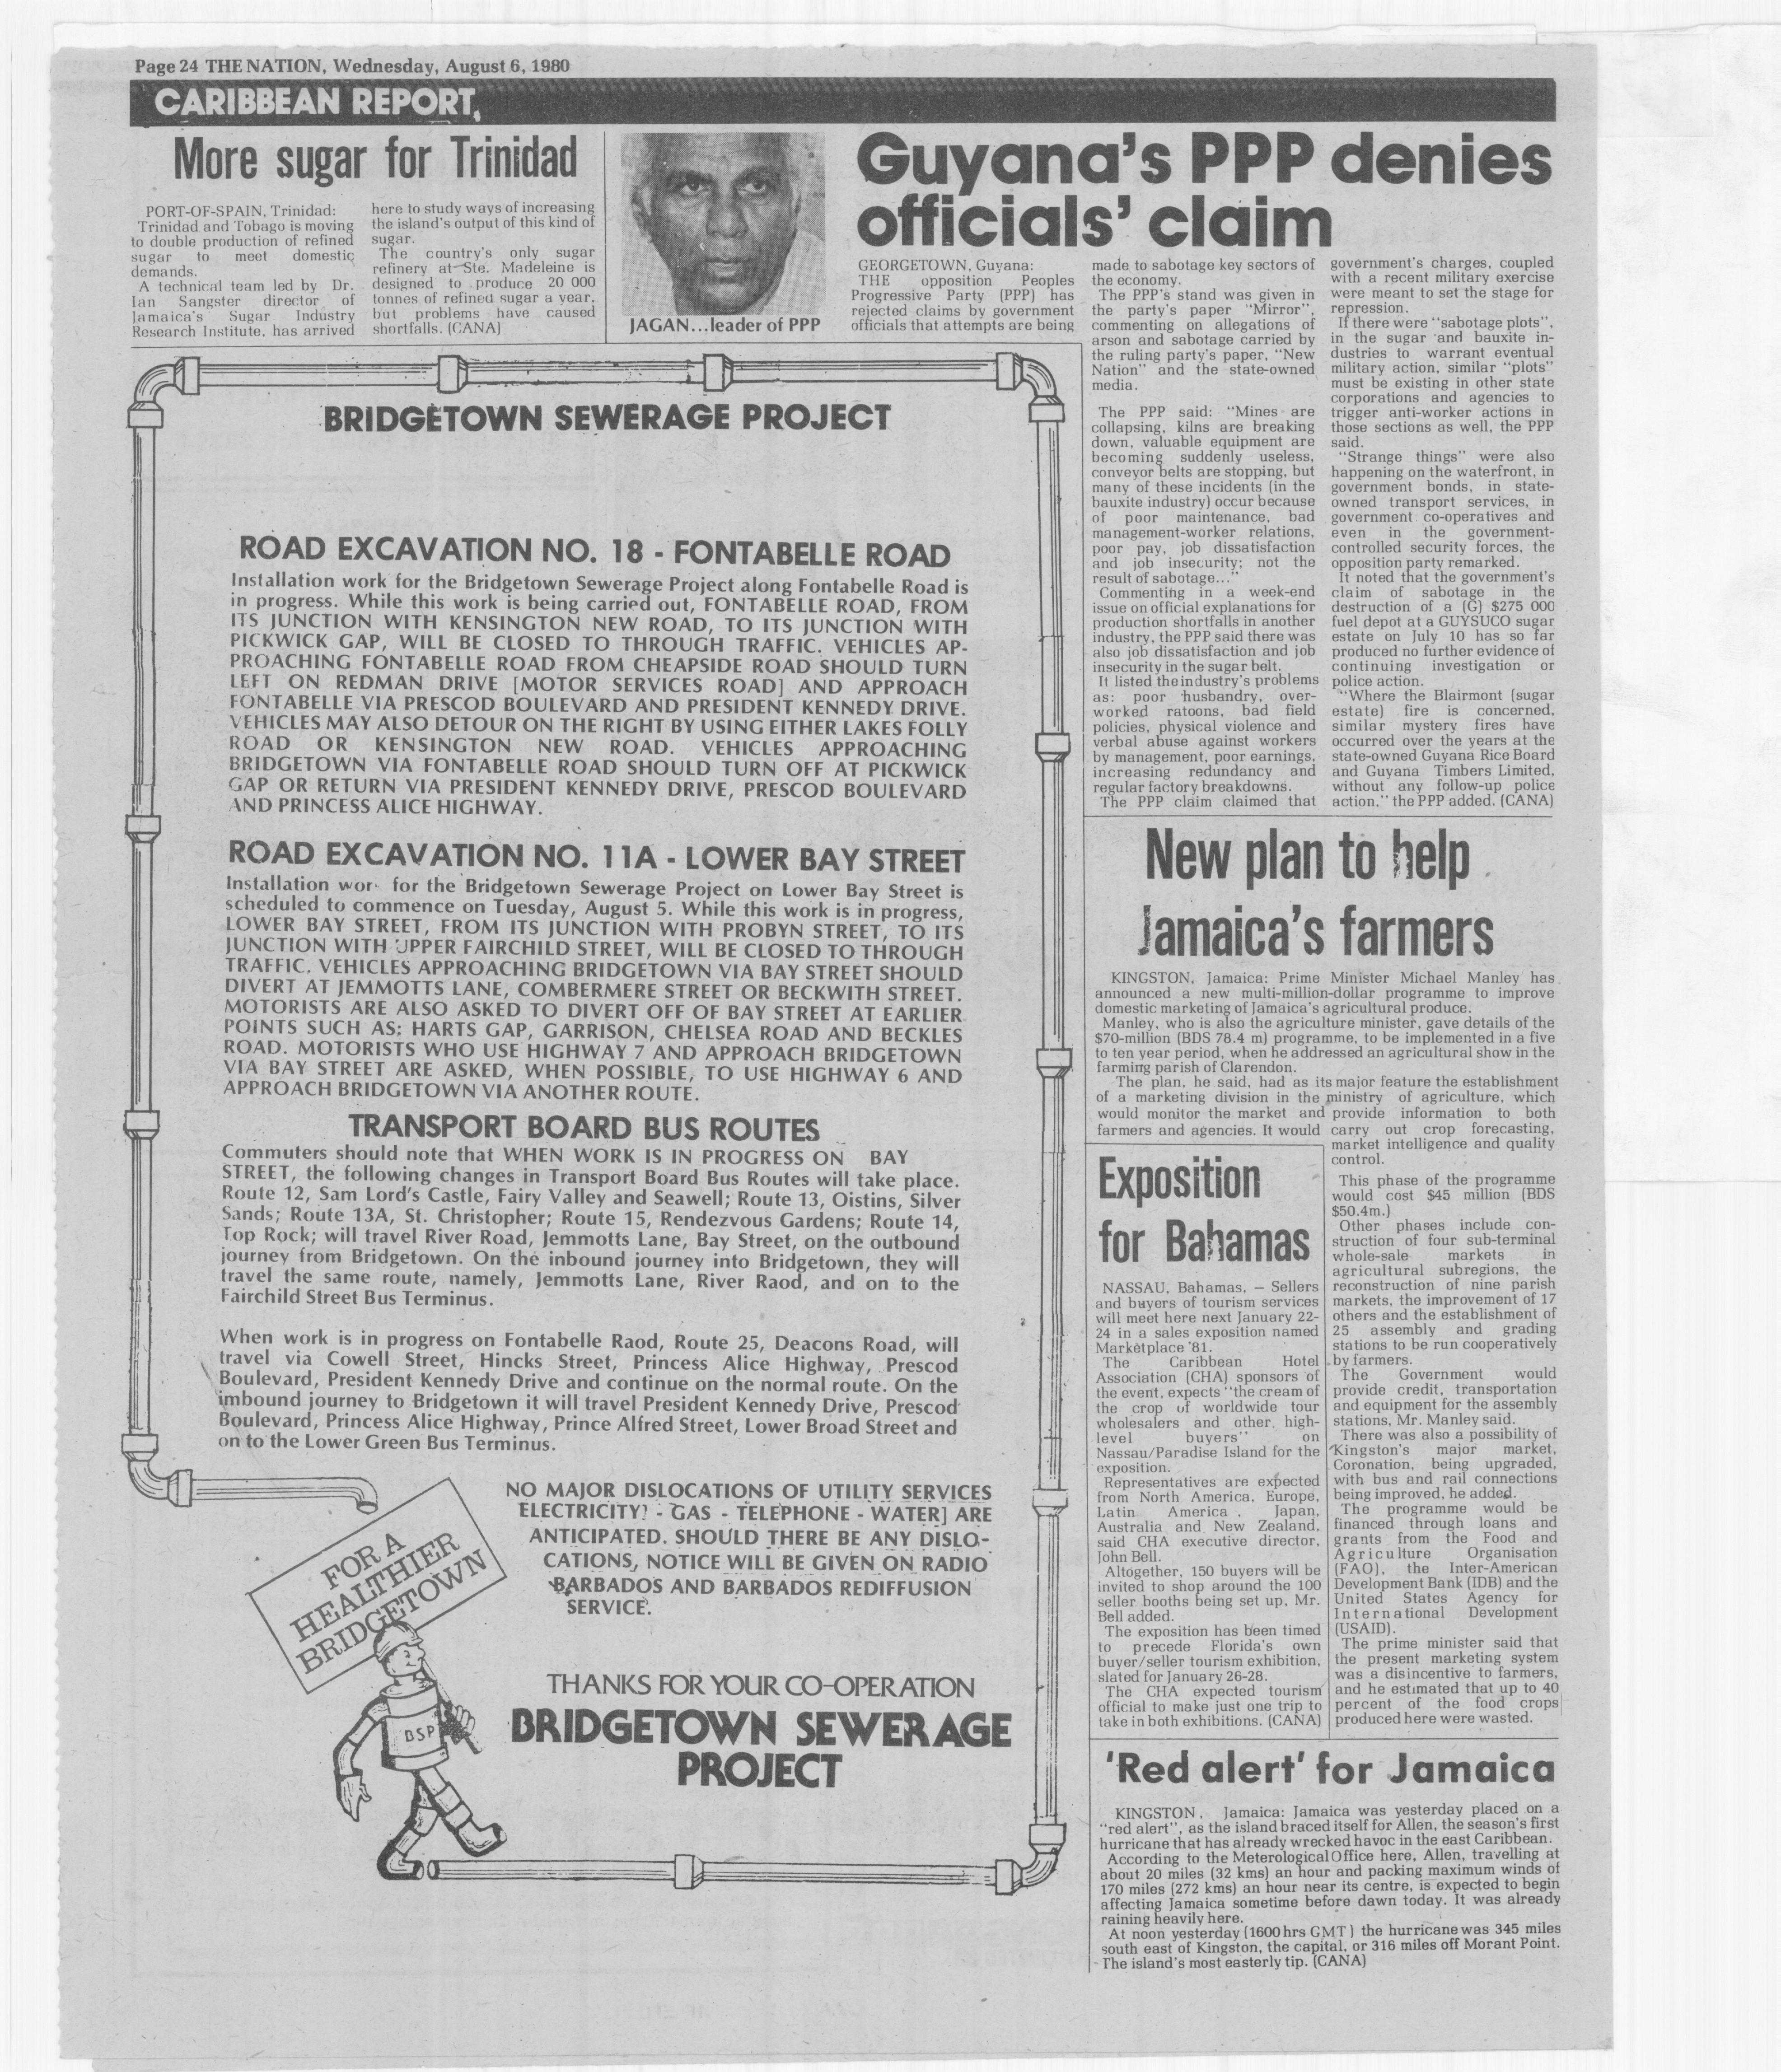 Page 24 THE NATION, Wednesday, August 6, 1980
CARIBBEAN REPORT,
More sugar for Trinidad
PORT-OF-SPAIN, Trinidad:
Trinidad and Tobago is moving
to double production of refined
sugar to meet domestic
demands.
A technical team led by Dr.
Ian Sangster director of
Jamaica's Sugar Industry
Research Institute, has arrived
here to study ways of increasing
the island's output of this kind of
sugar.
The country's only sugar
refinery at Ste. Madeleine is
designed to produce 20 000
tonnes of refined sugar a year,
but problems have caused
shortfalls. (CANA)
JAGAN...leader of PPP
Guyana's PPP denies
officials' claim
GEORGETOWN, Guyana:
THE opposition Peoples
Progressive Party (PPP) has
rejected claims by government
officials that attempts are being
made to sabotage key sectors of
the economy.
The PPP's stand was given in
the party's paper "Mirror",
commenting on allegations of
arson and sabotage carried by
the ruling party's paper, "New
Nation" and the state-owned
media.
The PPP said: "Mines are
collapsing, kilns are breaking
down, valuable equipment are
becoming suddenly useless,
conveyor belts are stopping, but
many of these incidents (in the
bauxite industry) occur because
of poor maintenance, bad
management-worker relations,
poor pay, job dissatisfaction
and job insecurity; not the
result of sabotage..."
Commenting in a week-end
issue on official explanations for
production shortfalls in another
industry, the PPP said there was
also job dissatisfaction and job
insecurity in the sugar belt.
It listed the industry's problems
as: poor husbandry, over-
worked ratoons, bad field
policies, physical violence and
verbal abuse against workers
by management, poor earnings,
increasing redundancy and
regular factory breakdowns.
The PPP claim claimed that
government's charges, coupled
with a recent military exercise
were meant to set the stage for
repression.
If there were "sabotage plots",
in the sugar and bauxite in-
dustries to warrant eventual
military action, similar "plots"
must be existing in other state
corporations and agencies to
trigger anti-worker actions in
those sections as well, the PPP
said.
"Strange things" were also
happening on the waterfront, in
government bonds, in state-
owned transport services, in
government co-operatives and
even in the government-
controlled security forces, the
opposition party remarked.
It noted that the government's
claim of sabotage in the
destruction of a (G) $275 000
fuel depot at a GUYSUCO sugar
estate on July 10 has so far
produced no further evidence of
continuing investigation or
police action.
"Where the Blairmont (sugar
estate) fire is concerned,
similar mystery fires have
occurred over the years at the
state-owned Guyana Rice Board
and Guyana Timbers Limited,
without any follow-up police
action." the PPP added. (CANA)
BRIDGETOWN SEWERAGE PROJECT
ROAD EXCAVATION NO. 18 - FONTABELLE ROAD
Installation work for the Bridgetown Sewerage Project along Fontabelle Road is
in progress. While this work is being carried out, FONTABELLE ROAD, FROM
ITS JUNCTION WITH KENSINGTON NEW ROAD, TO ITS JUNCTION WITH
PICKWICK GAP, WILL BE CLOSED TO THROUGH TRAFFIC. VEHICLES AP-
PROACHING FONTABELLE ROAD FROM CHEAPSIDE ROAD SHOULD TURN
LEFT ON REDMAN DRIVE [MOTOR SERVICES ROAD] AND APPROACH
FONTABELLE VIA PRESCOD BOULEVARD AND PRESIDENT KENNEDY DRIVE.
VEHICLES MAY ALSO DETOUR ON THE RIGHT BY USING EITHER LAKES FOLLY
ROAD OR KENSINGTON NEW ROAD. VEHICLES APPROACHING
BRIDGETOWN VIA FONTABELLE ROAD SHOULD TURN OFF AT PICKWICK
GAP OR RETURN VIA PRESIDENT KENNEDY DRIVE, PRESCOD BOULEVARD
AND PRINCESS ALICE HIGHWAY.
ROAD EXCAVATION NO. 11A - LOWER BAY STREET
Installation wor for the Bridgetown Sewerage Project on Lower Bay Street is
scheduled to commence on Tuesday, August 5. While this work is in progress,
LOWER BAY STREET, FROM ITS JUNCTION WITH PROBYN STREET, TO ITS
JUNCTION WITH UPPER FAIRCHILD STREET, WILL BE CLOSED TO THROUGH
TRAFFIC. VEHICLES APPROACHING BRIDGETOWN VIA BAY STREET SHOULD
DIVERT AT JEMMOTTS LANE, COMBERMERE STREET OR BECKWITH STREET.
MOTORISTS ARE ALSO ASKED TO DIVERT OFF OF BAY STREET AT EARLIER
POINTS SUCH AS: HARTS GAP, GARRISON, CHELSEA ROAD AND BECKLES
ROAD. MOTORISTS WHO USE HIGHWAY 7 AND APPROACH BRIDGETOWN
VIA BAY STREET ARE ASKED, WHEN POSSIBLE, TO USE HIGHWAY 6 AND
APPROACH BRIDGETOWN VIA ANOTHER ROUTE.
TRANSPORT BOARD BUS ROUTES
Commuters should note that WHEN WORK IS IN PROGRESS ON BAY
STREET, the following changes in Transport Board Bus Routes will take place.
Route 12, Sam Lord's Castle, Fairy Valley and Seawell; Route 13, Oistins, Silver
Sands; Route 13A, St. Christopher; Route 15, Rendezvous Gardens; Route 14,
Top Rock; will travel River Road, Jemmotts Lane, Bay Street, on the outbound
journey from Bridgetown. On the inbound journey into Bridgetown, they will
travel the same route, namely, Jemmotts Lane, River Raod, and on to the
Fairchild Street Bus Terminus.
When work is in progress on Fontabelle Raod, Route 25, Deacons Road, will
travel via Cowell Street, Hincks Street, Princess Alice Highway, Prescod
Boulevard, President Kennedy Drive and continue on the normal route. On the
imbound journey to Bridgetown it will travel President Kennedy Drive, Prescod
Boulevard, Princess Alice Highway, Prince Alfred Street, Lower Broad Street and
on to the Lower Green Bus Terminus.
NO MAJOR DISLOCATIONS OF UTILITY SERVICES
ELECTRICITY? - GAS - TELEPHONE - WATER] ARE
ANTICIPATED. SHOULD THERE BE ANY DISLO-
CATIONS, NOTICE WILL BE GIVEN ON RADIO
BARBADOS AND BARBADOS REDIFFUSION
SERVICE.
FOR A
HEALTHIER
BRIDGETOWN
BSP
THANKS FOR YOUR CO-OPERATION
BRIDGETOWN SEWERAGE
PROJECT
New plan to help
Jamaica's farmers
KINGSTON, Jamaica: Prime Minister Michael Manley has
announced a new multi-million-dollar programme to improve
domestic marketing of Jamaica's agricultural produce.
Manley, who is also the agriculture minister, gave details of the
$70-million (BDS 78.4 m) programme, to be implemented in a five
to ten year period, when he addressed an agricultural show in the
farming parish of Clarendon.
The plan, he said, had as its major feature the establishment
of a marketing division in the ministry of agriculture, which
would monitor the market and provide information to both
farmers and agencies. It would carry out crop forecasting,
market intelligence and quality
control.
This phase of the programme
would cost $45 million (BDS
$50.4m.)
Other phases include con-
struction of four sub-terminal
whole-sale markets in
agricultural subregions, the
reconstruction of nine parish
markets, the improvement of 17
others and the establishment of
25 assembly and grading
stations to be run cooperatively
by farmers.
The Government would
provide credit, transportation
and equipment for the assembly
stations, Mr. Manley said.
There was also a possibility of
Kingston's major market,
Coronation, being upgraded,
with bus and rail connections
being improved, he added.
The programme would be
financed through loans and
grants from the Food and
Agriculture Organisation
(FAO), the Inter-American
Development Bank (IDB) and the
United States Agency for
International Development
(USAID).
The prime minister said that
the present marketing system
was a disincentive to farmers,
and he estimated that up to 40
percent of the food crops
produced here were wasted.
Exposition
for Bahamas
NASSAU, Bahamas, — Sellers
and buyers of tourism services
will meet here next January 22-
24 in a sales exposition named
Marketplace '81.
The Caribbean Hotel
Association (CHA) sponsors of
the event, expects "the cream of
the crop of worldwide tour
wholesalers and other high-
level buyers" on
Nassau/Paradise Island for the
exposition.
Representatives are expected
from North America, Europe,
Latin America, Japan,
Australia and New Zealand,
said CHA executive director,
John Bell.
Altogether, 150 buyers will be
invited to shop around the 100
seller booths being set up, Mr.
Bell added.
The exposition has been timed
to precede Florida's own
buyer/seller tourism exhibition,
slated for January 26-28.
The CHA expected tourism
official to make just one trip to
take in both exhibitions. (CANA)
'Red alert' for Jamaica
KINGSTON, Jamaica: Jamaica was yesterday placed on a
"red alert", as the island braced itself for Allen, the season's first
hurricane that has already wrecked havoc in the east Caribbean.
According to the Meterological Office here, Allen, travelling at
about 20 miles (32 kms) an hour and packing maximum winds of
170 miles (272 kms) an hour near its centre, is expected to begin
affecting Jamaica sometime before dawn today. It was already
raining heavily here.
At noon yesterday (1600 hrs GMT) the hurricane was 345 miles
south east of Kingston, the capital, or 316 miles off Morant Point.
The island's most easterly tip. (CANA)